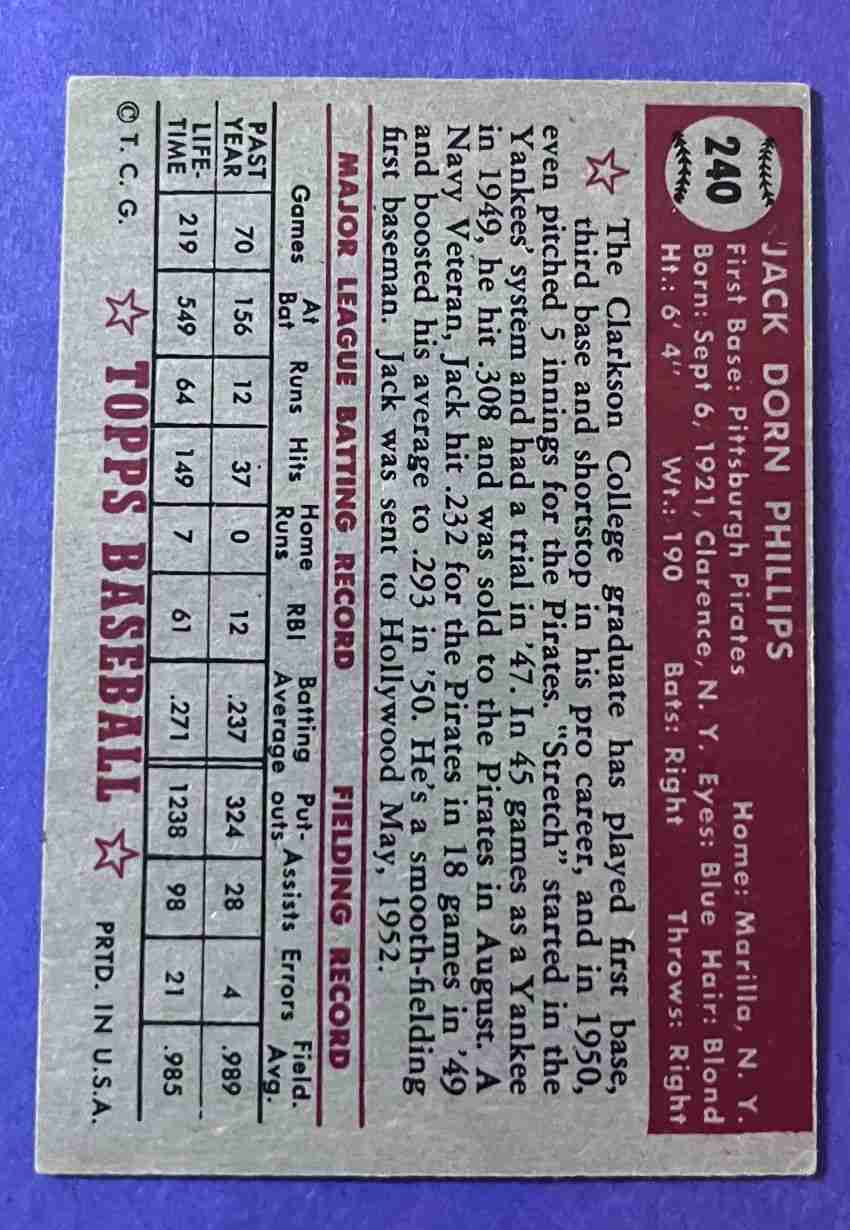 240
JACK DORN PHILLIPS
First Base: Pittsburgh Pirates Home: Marilla, N. Y.
Born: Sept 6, 1921, Clarence, N. Y. Eyes: Blue Hair: Blond
Ht.: 6' 4" Wt.: 190 Bats: Right Throws: Right
The Clarkson College graduate has played first base,
third base and shortstop in his pro career, and in 1950,
even pitched 5 innings for the Pirates. "Stretch" started in the
Yankees' system and had a trial in '47. In 45 games as a Yankee
in 1949, he hit .308 and was sold to the Pirates in August. A
Navy Veteran, Jack hit .232 for the Pirates in 18 games in '49
and boosted his average to .293 in '50. He's a smooth-fielding
first baseman. Jack was sent to Hollywood May, 1952.
MAJOR LEAGUE BATTING RECORD FIELDING RECORD
Games At Bat Runs Hits Home Runs RBI Batting Average Put-outs Assists Errors Field. Avg.
PAST YEAR 70 156 12 37 0 12 .237 324 28 4 .989
LIFE-TIME 219 549 64 149 7 61 .271 1238 98 21 .985
© T. C. G. TOPPS BASEBALL PRTD. IN U.S.A.